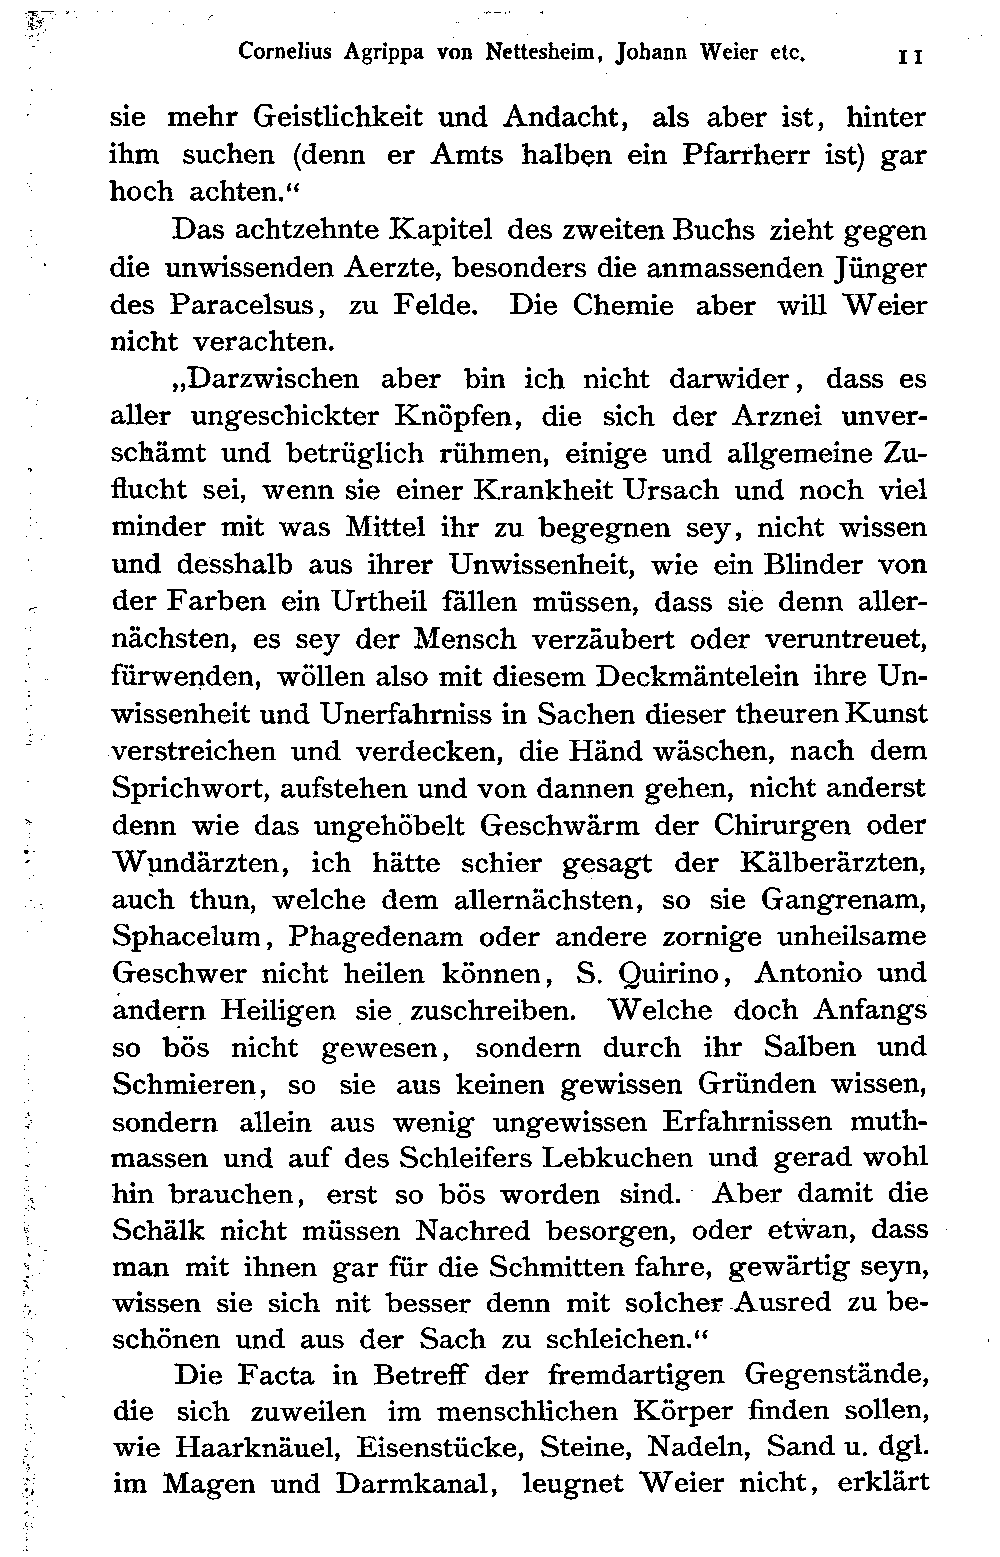 Cornelius Agrippa von Nettesheim, Johann Weier etc. 11
sie mehr Geistlichkeit und Andacht, als aber ist, hinter
ihm suchen (denn er Amts halben ein Pfarrherr ist) gar
hoch achten.“
Das achtzehnte Kapitel des zweiten Buchs zieht gegen
die unwissenden Aerzte, besonders die anmassenden Jünger
des Paracelsus, zu Felde. Die Chemie aber will Weier
nicht verachten.
„Darzwischen aber bin ich nicht darwider, dass es
aller ungeschickter Knöpfen, die sich der Arznei unver-
schämt und betrüglich rühmen, einige und allgemeine Zu-
flucht sei, wenn sie einer Krankheit Ursach und noch viel
minder mit was Mittel ihr zu begegnen sey, nicht wissen
und desshalb aus ihrer Unwissenheit, wie ein Blinder von
der Farben ein Urtheil fällen müssen, dass sie denn aller-
nächsten, es sey der Mensch verzäubert oder veruntreuet,
fürwenden, wöllen also mit diesem Deckmäntelein ihre Un-
wissenheit und Unerfahrniss in Sachen dieser theuren Kunst
verstreichen und verdecken, die Händ wäschen, nach dem
Sprichwort, aufstehen und von dannen gehen, nicht anderst
denn wie das ungehöbelt Geschwärm der Chirurgen oder
Wundärzten, ich hätte schier gesagt der Kälberärzten,
auch thun, welche dem allernächsten, so sie Gangrenam,
Sphacelum, Phagedenam oder andere zornige unheilsame
Geschwer nicht heilen können, S. Quirino, Antonio und
andern Heiligen sie zuschreiben. Welche doch Anfangs
so bös nicht gewesen, sondern durch ihr Salben und
Schmieren, so sie aus keinen gewissen Gründen wissen,
sondern allein aus wenig ungewissen Erfahrnissen muth-
massen und auf des Schleifers Lebkuchen und gerad wohl
hin brauchen, erst so bös worden sind. Aber damit die
Schälk nicht müssen Nachred besorgen, oder etwan, dass
man mit ihnen gar für die Schmitten fahre, gewärtig seyn,
wissen sie sich nit besser denn mit solcher Ausred zu be-
schönen und aus der Sach zu schleichen.“
Die Facta in Betreff der fremdartigen Gegenstände,
die sich zuweilen im menschlichen Körper finden sollen,
wie Haarknäuel, Eisenstücke, Steine, Nadeln, Sand u. dgl.
im Magen und Darmkanal, leugnet Weier nicht, erklärt